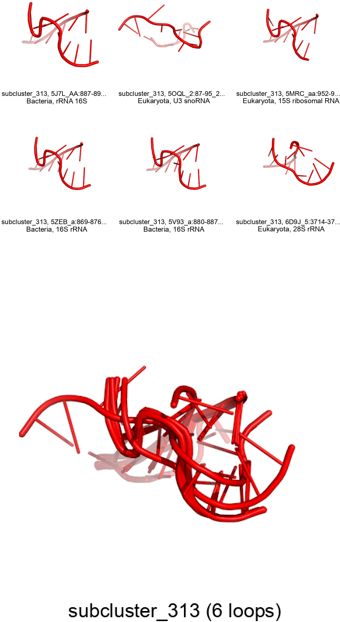 subcluster_313, 5J7L_AA:887-89...
Bacteria, rRNA 16S
subcluster_313, 5OQL_2:87-95_2...
Eukaryota, U3 snoRNA
subcluster_313, 5MRC_aa:952-9...
Eukaryota, 15S ribosomal RNA
subcluster_313, 5ZEB_a:869-876...
Bacteria, 16S rRNA
subcluster_313, 5V93_a:880-887...
Bacteria, 16S rRNA
subcluster_313, 6D9J_5:3714-37...
Eukaryota, 28S rRNA
subcluster_313 (6 loops)